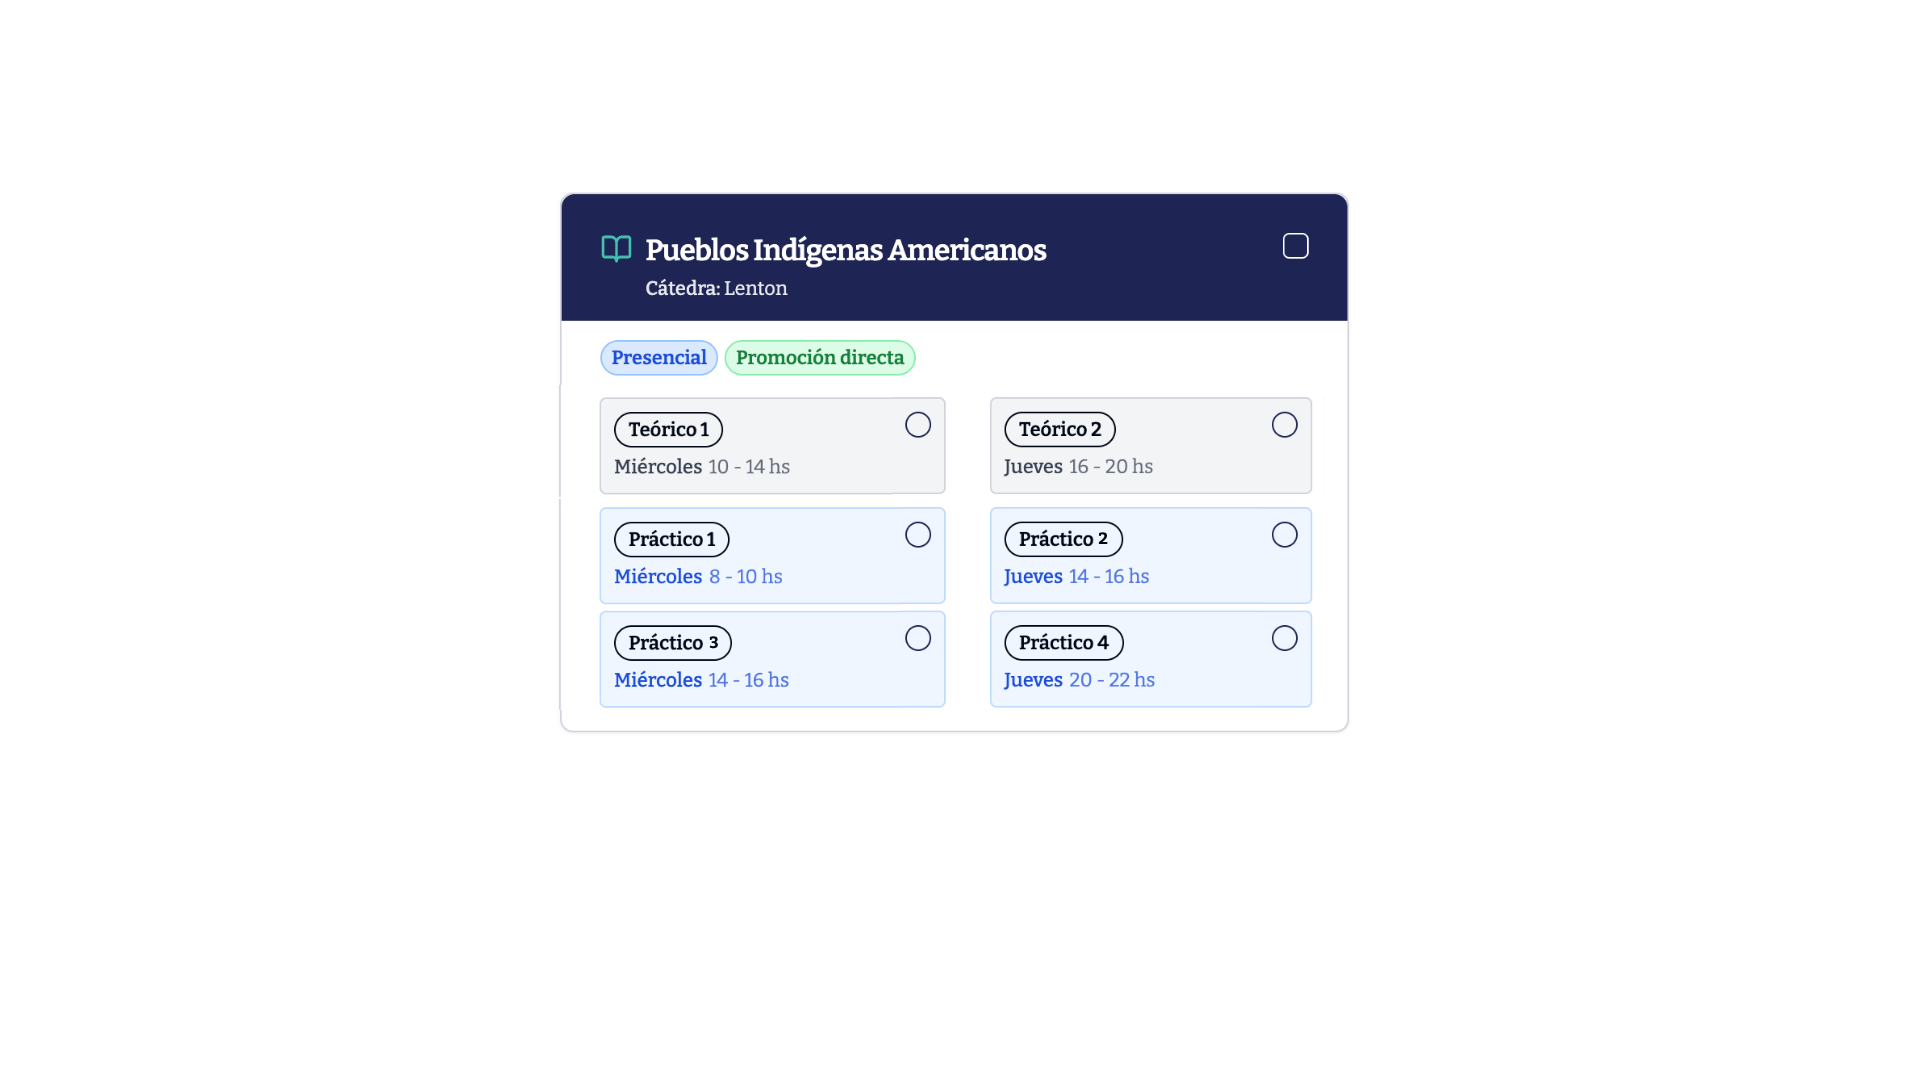 Pueblos Indígenas Americanos
Cátedra: Lenton
Presencial Promoción directa
Teórico 1
Miércoles 10 - 14 hs
Teórico 2
Jueves 16 - 20 hs
Práctico 1
Miércoles 8 - 10 hs
Práctico 2
Jueves 14 - 16 hs
Práctico 3
Miércoles 14 - 16 hs
Práctico 4
Jueves 20 - 22 hs